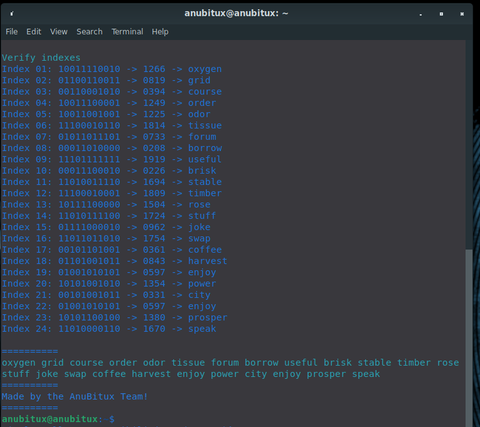 anubitux@anubitux: ~
File Edit View Search Terminal Help
Verify indexes
Index 01: 10011110010 -> 1266 -> oxygen
Index 02: 01100110011 -> 0819 -> grid
Index 03: 00110001010 -> 0394 -> course
Index 04: 10011100001 -> 1249 -> order
Index 05: 10011001001 -> 1225 -> odor
Index 06: 11100010110 -> 1814 -> tissue
Index 07: 01011011101 -> 0733 -> forum
Index 08: 00011010000 -> 0208 -> borrow
Index 09: 11101111111 -> 1919 -> useful
Index 10: 00011100010 -> 0226 -> brisk
Index 11: 11010011110 -> 1694 -> stable
Index 12: 11100010001 -> 1809 -> timber
Index 13: 10111100000 -> 1504 -> rose
Index 14: 11010111100 -> 1724 -> stuff
Index 15: 01111000010 -> 0962 -> joke
Index 16: 11011011010 -> 1754 -> swap
Index 17: 00101101001 -> 0361 -> coffee
Index 18: 01101001011 -> 0843 -> harvest
Index 19: 01001010101 -> 0597 -> enjoy
Index 20: 10101001010 -> 1354 -> power
Index 21: 00101001011 -> 0331 -> city
Index 22: 01001010101 -> 0597 -> enjoy
Index 23: 10101100100 -> 1380 -> prosper
Index 24: 11010000110 -> 1670 -> speak
==========
oxygen grid course order odor tissue forum borrow useful brisk stable timber rose
stuff joke swap coffee harvest enjoy power city enjoy prosper speak
==========
Made by the AnuBitux Team!
==========
anubitux@anubitux: $